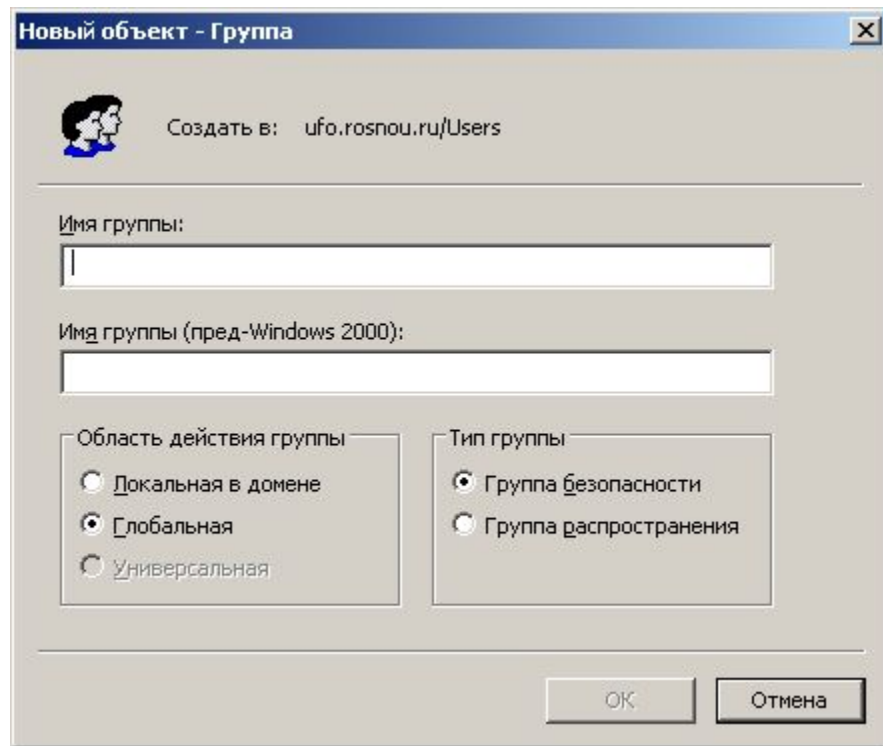 Новый объект - Группа
Создать в: ufo.rosnou.ru/Users
Имя группы:
Имя группы (пред-Windows 2000):
Область действия группы
Локальная в домене
Глобальная
Универсальная
Тип группы
Группа безопасности
Группа распространения
OK
Отмена